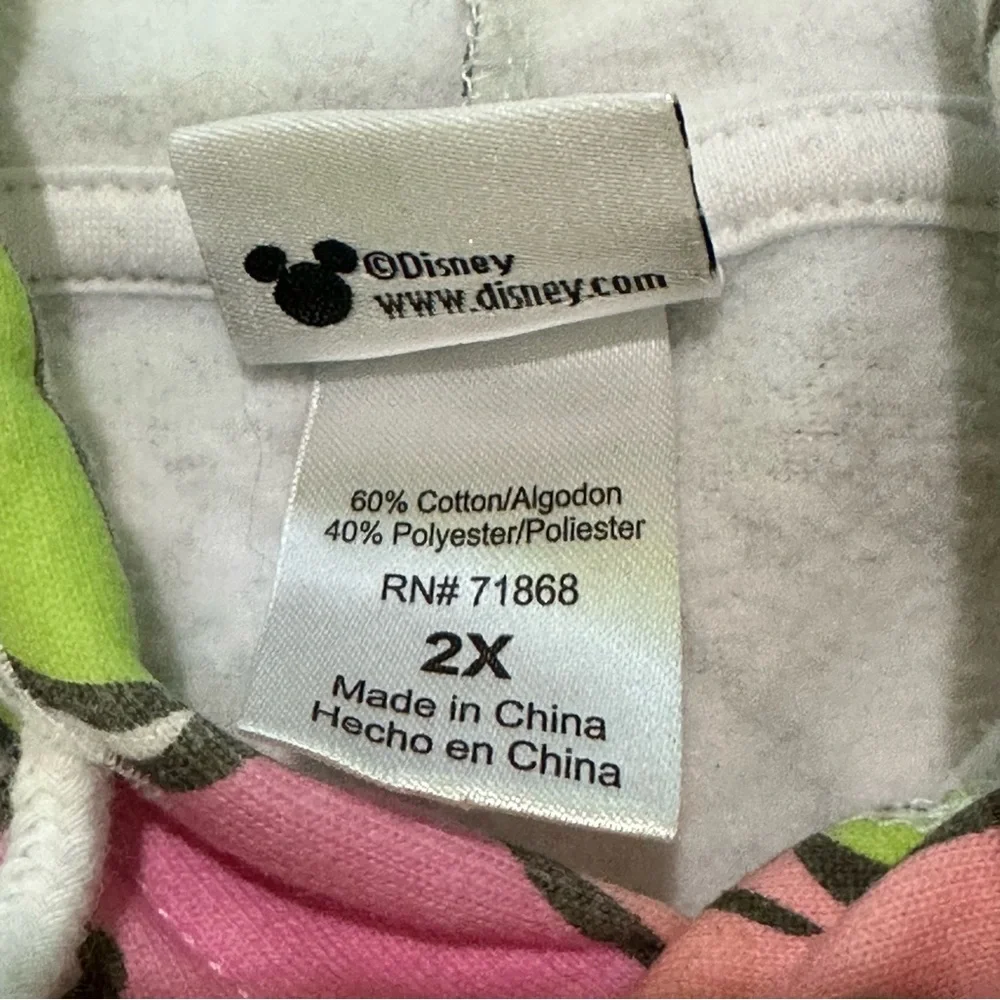 ©Disney
www.disney.com
60% Cotton/Algodon
40% Polyester/Poliester
RN# 71868
2X
Made in China
Hecho en China